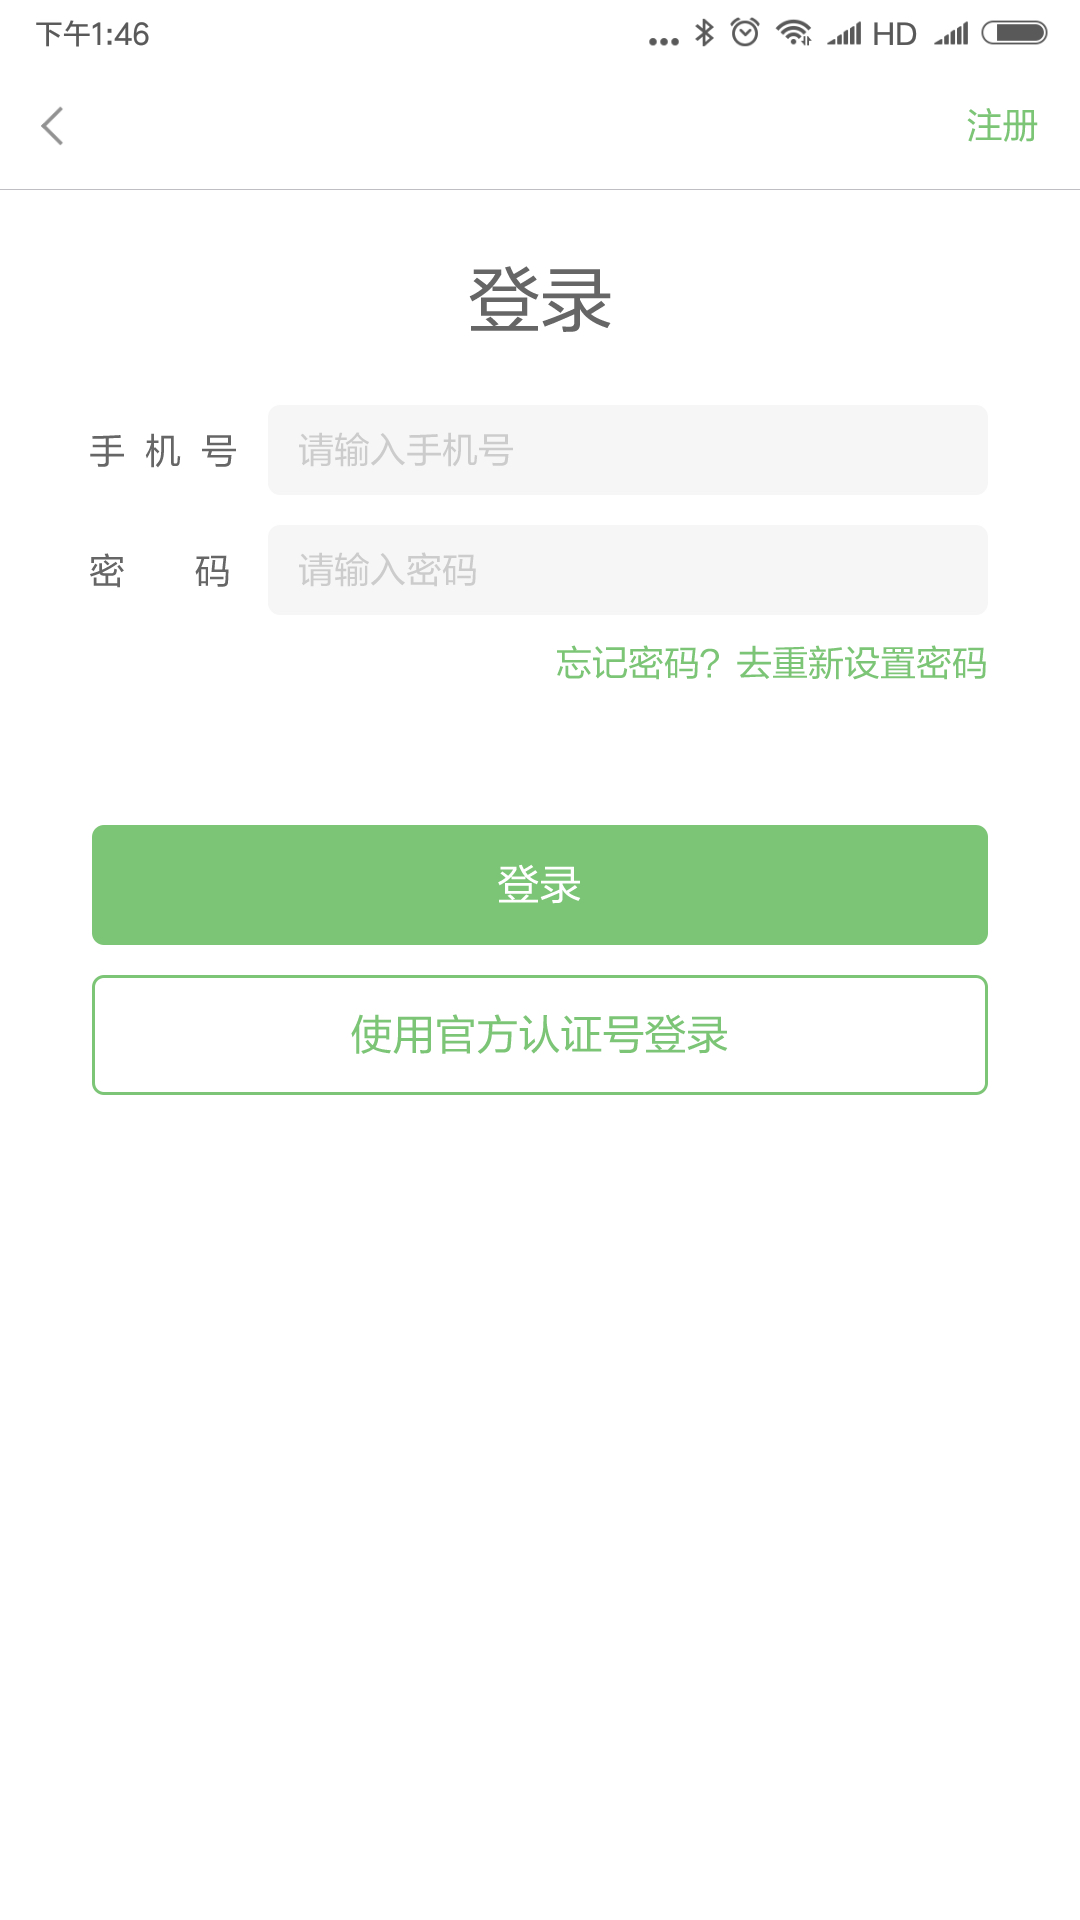 下午1:46 ... HD
注册
登录
手 机 号 请输入手机号
密 码 请输入密码
忘记密码？去重新设置密码
登录
使用官方认证号登录